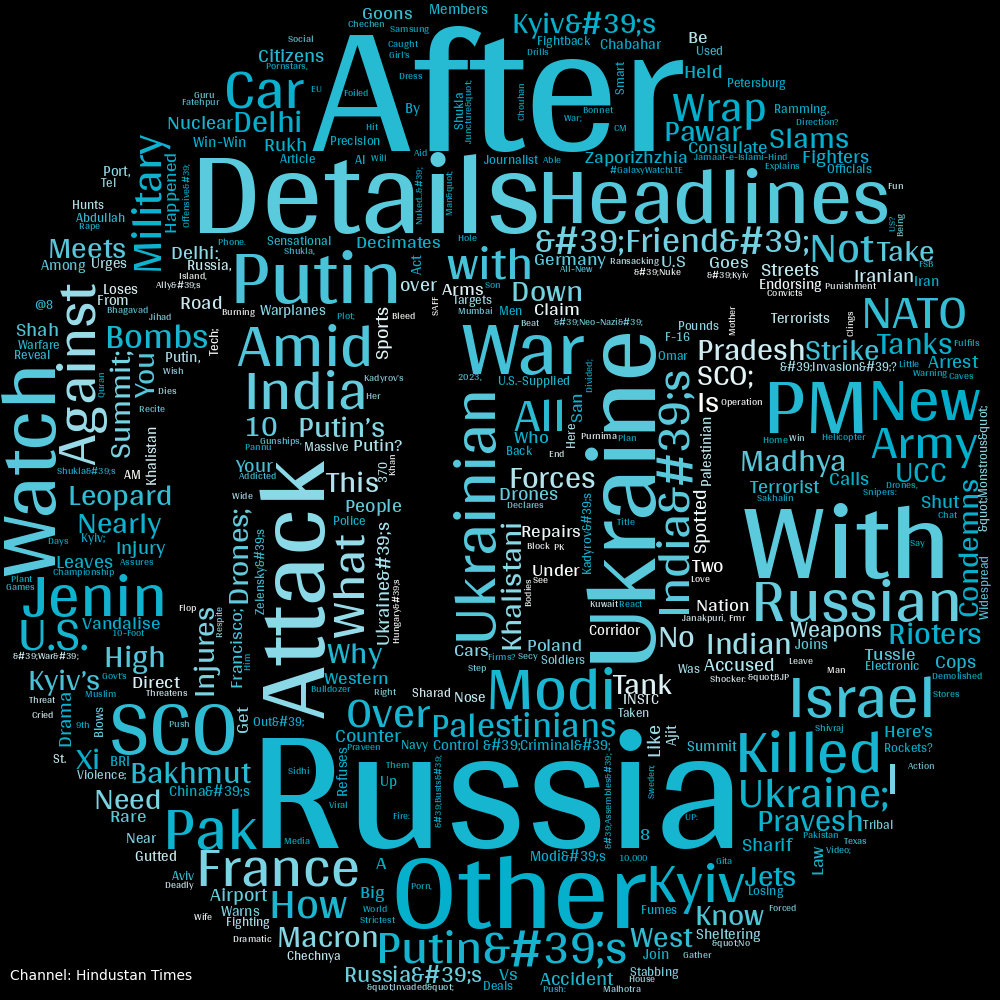 Goons
Members
Chechen
Samsung
Kyiv&#39;s
Social
After
Caught
Girl's
Fightback
Be
Citizens
Drills
Chabahar
Used
Pornstars,
Dress
Car
EU
Shukla
Juncture&quot;
Chouhan
Smart
Held
Petersburg
Guru
Fatehpur
Foiled
Bonnet
Wrap
Ramming,
Nuclear
Delhi
By
Hit
War;
CM
Pawar
Slams
Direction?
Military
Win-Win
Rukh
Precision
Consulate
Happened
Article
AI
Will
Aid
Journalist
Able
Zaporizhzhia
Jamaat-e-Islami-Hind
Fighters
Explains
Officials
Port,
Tel
Details
#GalaxyWatchLTE
Headlines
Hunts
Abdullah
Rape
Offensive&#39;
Nuked...&#39;
Man&quot;
Fun
Being
US?
Meets
Among
Urges
Delhi:
Sensational
Phone.
Shukla,
Decimates
Hole
&#39;Friend&#39;
Not
Take
Putin
with
Germany
Ransacking
U.S
Goes
Streets
Iranian
Russia,
Island,
Act
over
All-New
&#39;Nuke
&#39;Kyiv
Endorsing
Punishment
Iran
FSB
Against
Loses
From
Ally&#39;s
Road
Warplanes
Arms
Targets
Son
Mumbai
Men
Down
Claim
Convicts
@8
Bhagavad
Jihad
Burning
Plot;
Bleed
SAFF
Pounds
Mother
Terrorists
Clings
NATO
Shah
Warfare
Reveal
Bombs
Tech;
Sports
Beat
&#39;Neo-Nazi&#39;
F-16
Watch
You
Putin,
Wish
Amid
War
Divided;
Omar
Pradesh
Strike
Tanks
Fulfils
Summit;
Dies
Kadyrov's
U.S.-Supplied
SCO;
&#39;Invasion&#39;?
Little
Arrest
Warning
Caves
Quran
Recite
India
Her
2023,
Ukraine
Is
Operation
PM
New
Khalistan
10
Pannu
Gunships,
Putin's
Massive
Putin?
All
Here
San
India&#39;s
Home
Win
Helicopter
Army
Shukla&#39;s
AM
Your
Addicted
370
Khan
Ukrainian
Who
Back
Purnima
End
Plan
Palestinian
Madhya
Calls
Drones,
Snipers:
&quot;Monstrous&quot;
Leopard
Wide
This
Forces
Drones
Declares
Kadyrov&#39;s
Spotted
Terrorist
Sakhalin
Chat
Shut
UCC
Say
Condemns
Widespread
Nearly
Days
Kyiv;
Drones;
Attack
People
Police
What
Ukraine&#39;s
Khalistani
Title
Repairs
Block
PK
With
Injury
Leaves
Assures
Plant
Games
Championship
Zelensky&#39;s
Under
See
Two
Love
Jenin
Kuwait
React
Nation
Russian
Bodies
Vandalise
Flop
Respite
Hungary&#39;s
Janakpuri, Fmr
U.S.
10-Foot
Injures
Francisco;
Why
Cars
Corridor
No
Indian
Weapons
Rioters
&#39;War&#39;
High
Him
Firms?
Secy
Poland
Soldiers
Was
Accused
Joins
Tussle
Cops
Kyiv's
Govt's
Muslim
Direct
Western
Step
Leave
Man
Electronic
Demolished
Threat
Cried
Threatens
Bulldozer
Right
Sharad
Nose
Modi
INSTC
Tank
Shocker:
&quot;BJP
Israel
Stores
Drama
9th
Blows
SCO
Get
Taken
Out&#39;
Over
Palestinians
Like
Ajit
Shivraj
Here's
St.
Xi
BRI
Push
Praveen
Counter
Navy
Control
&#39;Criminal&#39;
Summit
Killed
Rockets?
Violence;
Bakhmut
Sidhi
Them
Refuses
Up
&#39;Busts&#39;
Action
China&#39;s
Russia
Sweden;
I
Need
Viral
&#39;Assembles&#39;
Ukraine;
Rare
Fire:
UP:
Pravesh
Tribal
Near
Pak
Media
8
Sharif
Pakistan
Texas
Video;
Gutted
A
Modi&#39;s
10,000
Gita
Law
Aviv
Deadly
France
Porn,
Other
Kyiv
Jets
Losing
Airport
Big
World
Strictest
Fumes
Know
Forced
Wife
Warns
Fighting
How
Sheltering
Dramatic
Macron
Putin&#39;s
West
&quot;No
Chechnya
Join
Gather
Channel: Hindustan Times
Russia&#39;s
Vs
Deals
Accident
Stabbing
House
&quot;Invaded&quot;
Push:
Malhotra